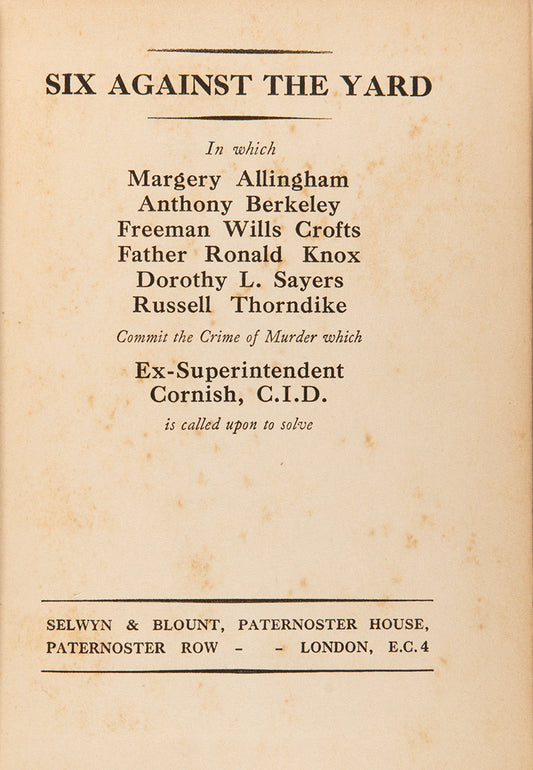 SIX AGAINST THE YARD
In which
Margery Allingham
Anthony Berkeley
Freeman Wills Crofts
Father Ronald Knox
Dorothy L. Sayers
Russell Thorndike
Commit the Crime of Murder which
Ex-Superintendent
Cornish, C.I.D.
is called upon to solve
SELWYN & BLOUNT, PATERNOSTER HOUSE,
PATERNOSTER ROW – – LONDON, E.C.4